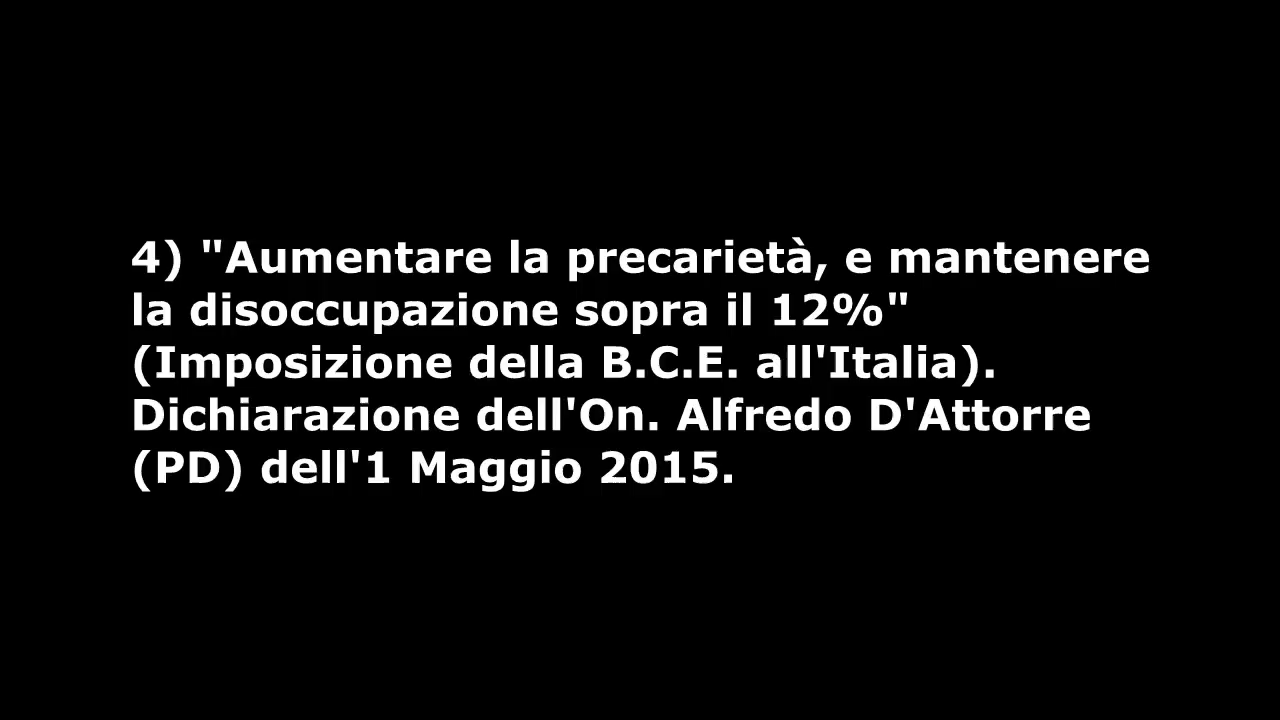 4) "Aumentare la precarietà, e mantenere
la disoccupazione sopra il 12%"
(Imposizione della B.C.E. all'Italia).
Dichiarazione dell'On. Alfredo D'Attorre
(PD) dell'1 Maggio 2015.